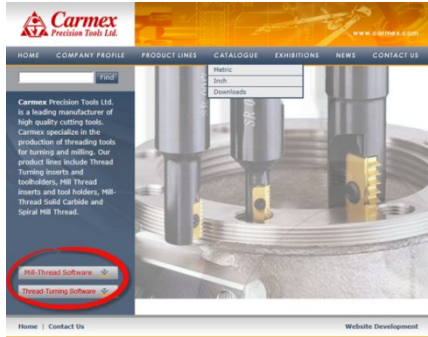 Carmex
Precision Tools Ltd.
www.carmex.com
HOME COMPANY PROFILE PRODUCT LINES CATALOGUE EXHIBITIONS NEWS CONTACT US
Metric
Inch
Downloads
Find
Carmex Precision Tools Ltd.
is a leading manufacturer of
high quality cutting tools.
Carmex specialize in the
production of threading tools
for turning and milling. Our
product lines include Thread
Turning inserts and
toolholders, Mill Thread
inserts and tool holders, Mill-
Thread Solid Carbide and
Spiral Mill Thread.
Mill-Thread Software
Thread-Turning Software
Home | Contact Us
Website Development